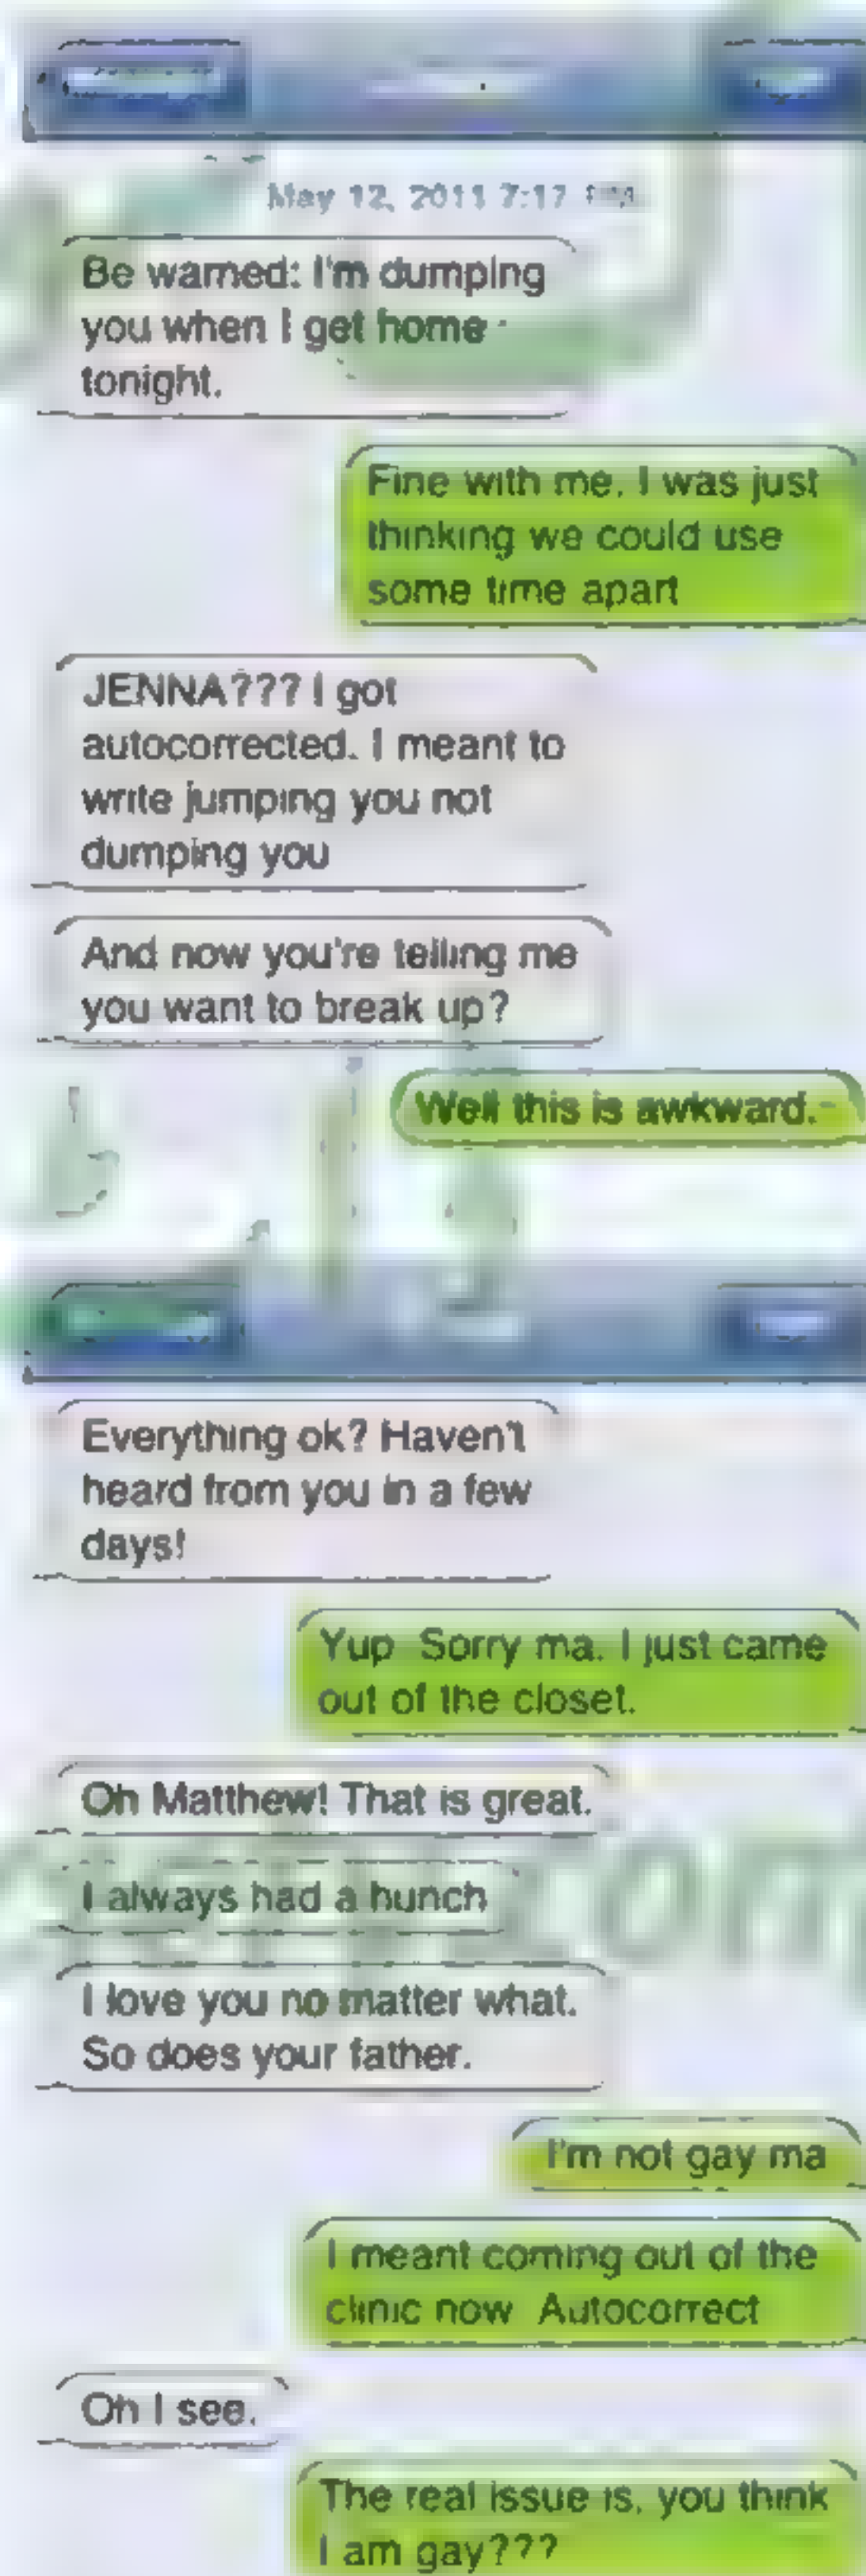 May 12, 2011 7:17 PM
Be warned: I'm dumping
you when I get home
tonight.
Fine with me. I was just
thinking we could use
some time apart
JENNA??? I got
autocorrected. I meant to
write jumping you not
dumping you
And now you're telling me
you want to break up?
Well this is awkward.
Everything ok? Haven't
heard from you in a few
days!
Yup Sorry ma. I just came
out of the closet.
Oh Matthew! That is great.
I always had a hunch
I love you no matter what.
So does your father.
I'm not gay ma
I meant coming out of the
clinic now Autocorrect
Oh I see.
The real issue is, you think
I am gay???